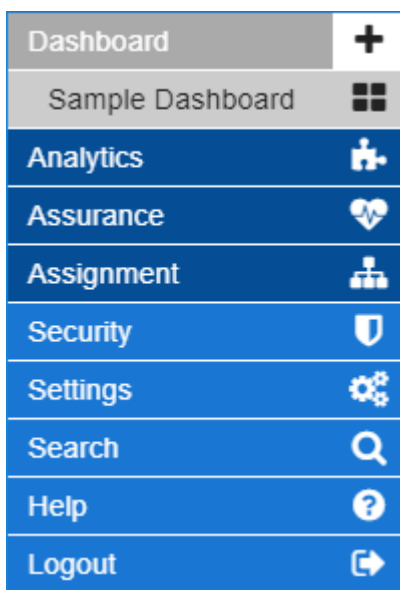 Dashboard
Sample Dashboard
Analytics
Assurance
Assignment
Security
Settings
Search
Help
Logout